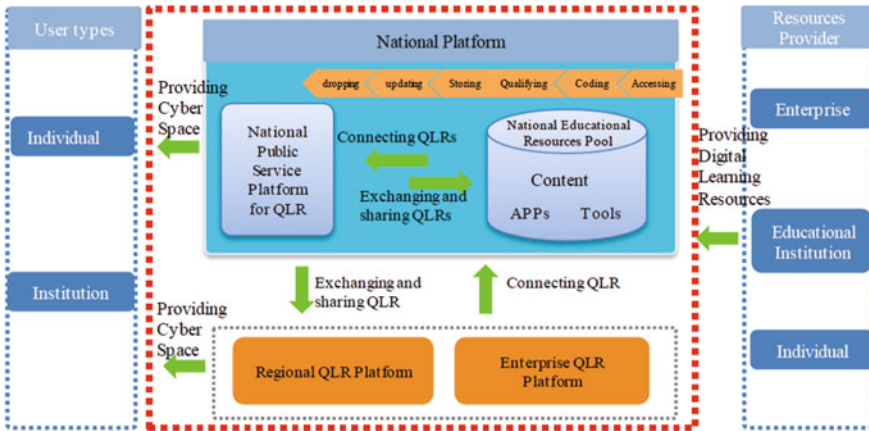 User types
Individual
Institution
Providing
Cyber
Space
Providing
Cyber
Space
National Platform
dropping
updating
Storing
Qualifying
Coding
Accessing
National
Public
Service
Platform
for QLR
Connecting QLRs
Exchanging and
sharing QLRs
National Educational
Resources Pool
Content
APPs Tools
Exchanging and
sharing QLR
Connecting QLR
Regional QLR Platform
Enterprise QLR
Platform
Providing
Digital
Learning
Resources
Resources
Provider
Enterprise
Educational
Institution
Individual